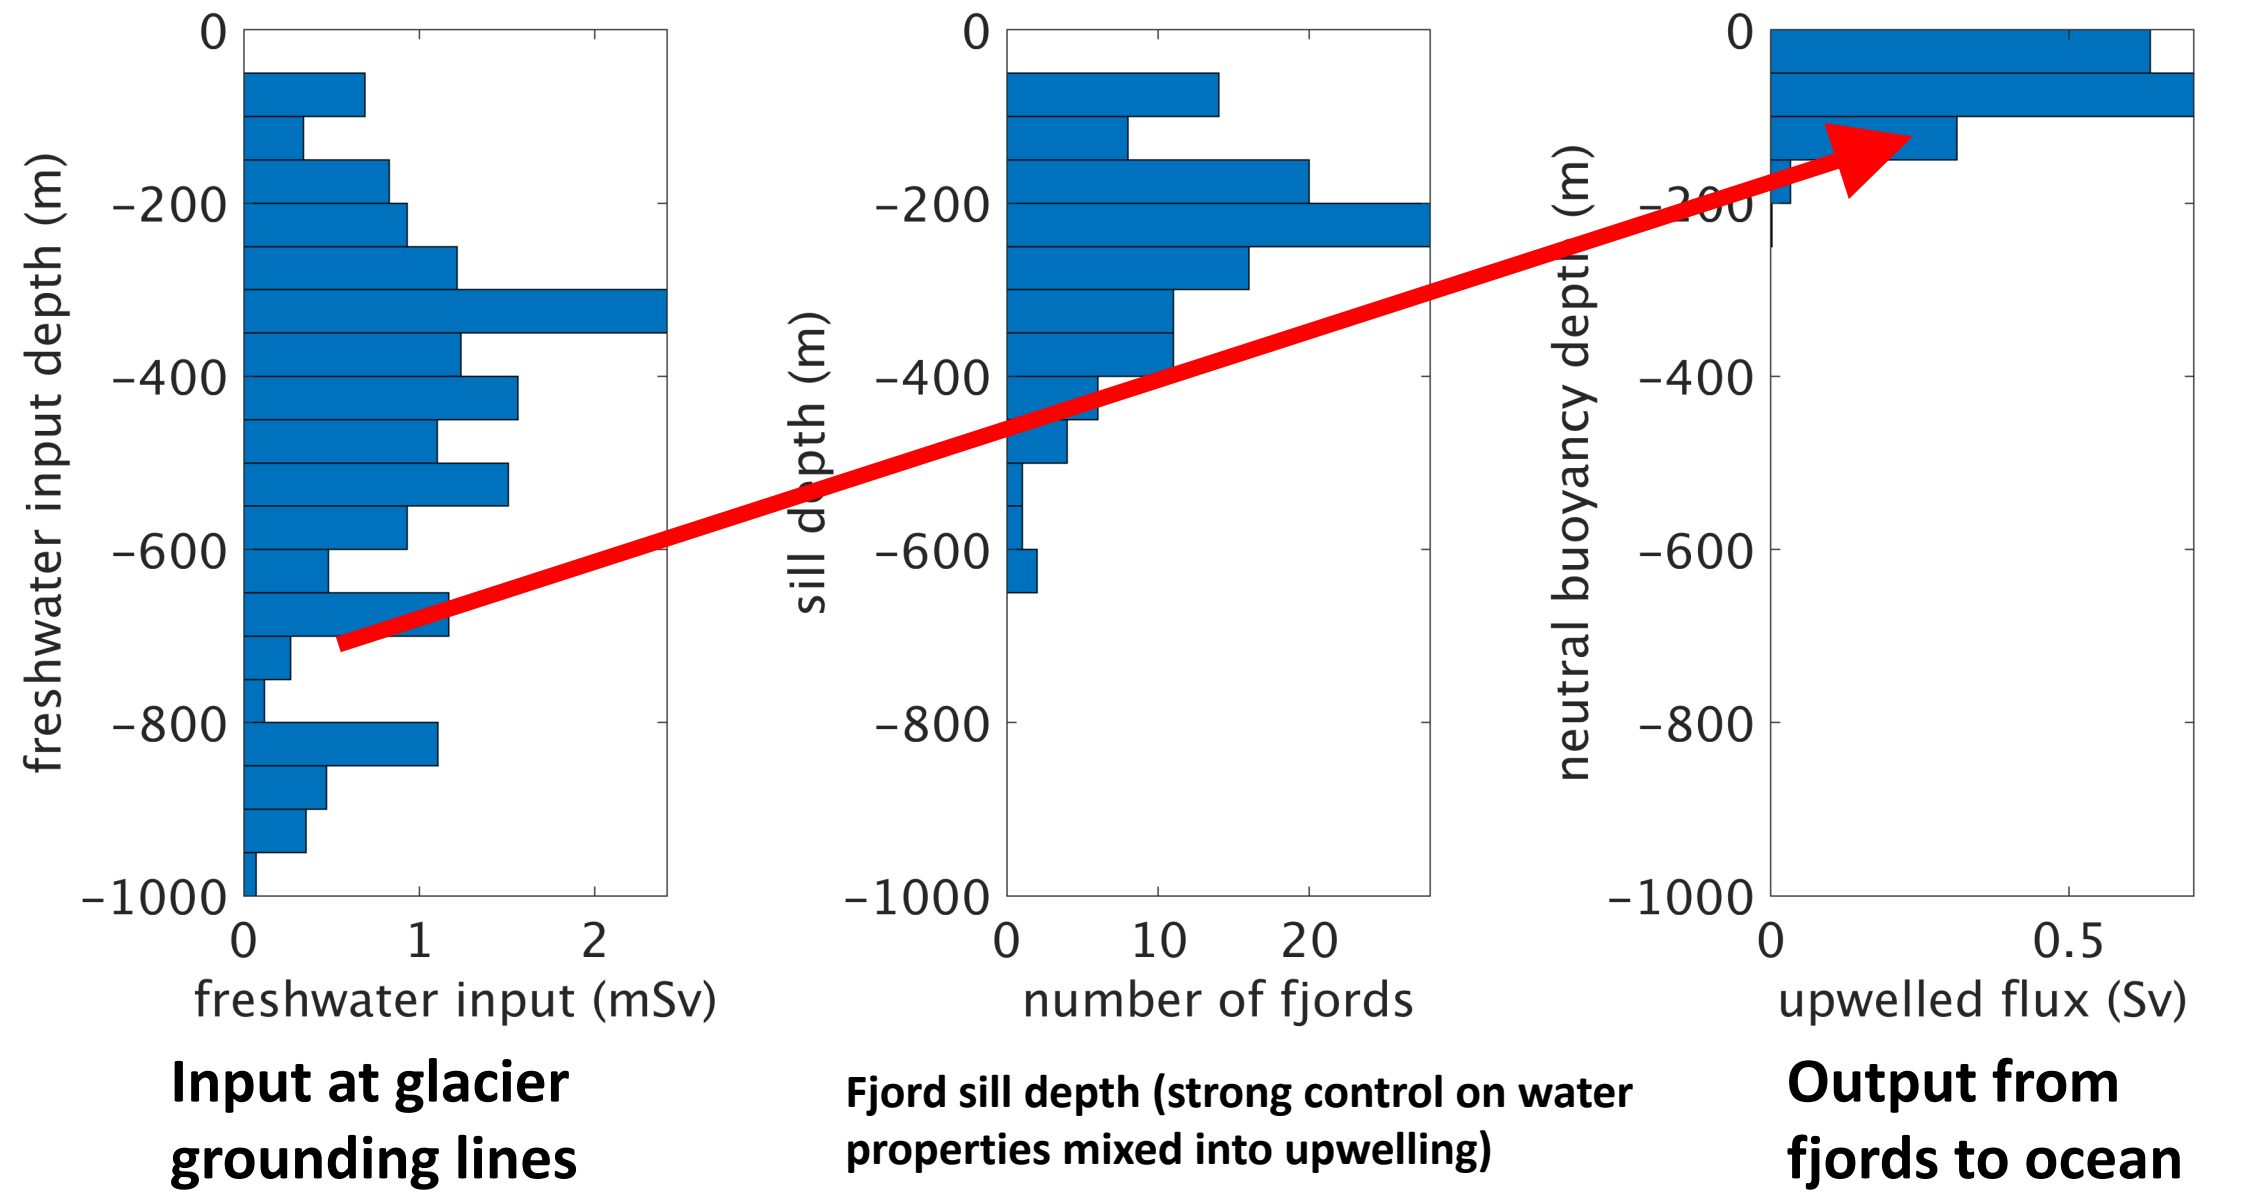 0
−200
−400
−600
−800
−1000
0
1
2
freshwater input depth (m)
freshwater input (mSv)
0
−200
−400
−600
−800
−1000
0
10
20
sill depth (m)
number of fjords
0
−200
−400
−600
−800
−1000
0
0.5
neutral buoyancy depth (m)
upwelled flux (Sv)
Input at glacier
grounding lines
Fjord sill depth (strong control on water
properties mixed into upwelling)
Output from
fjords to ocean